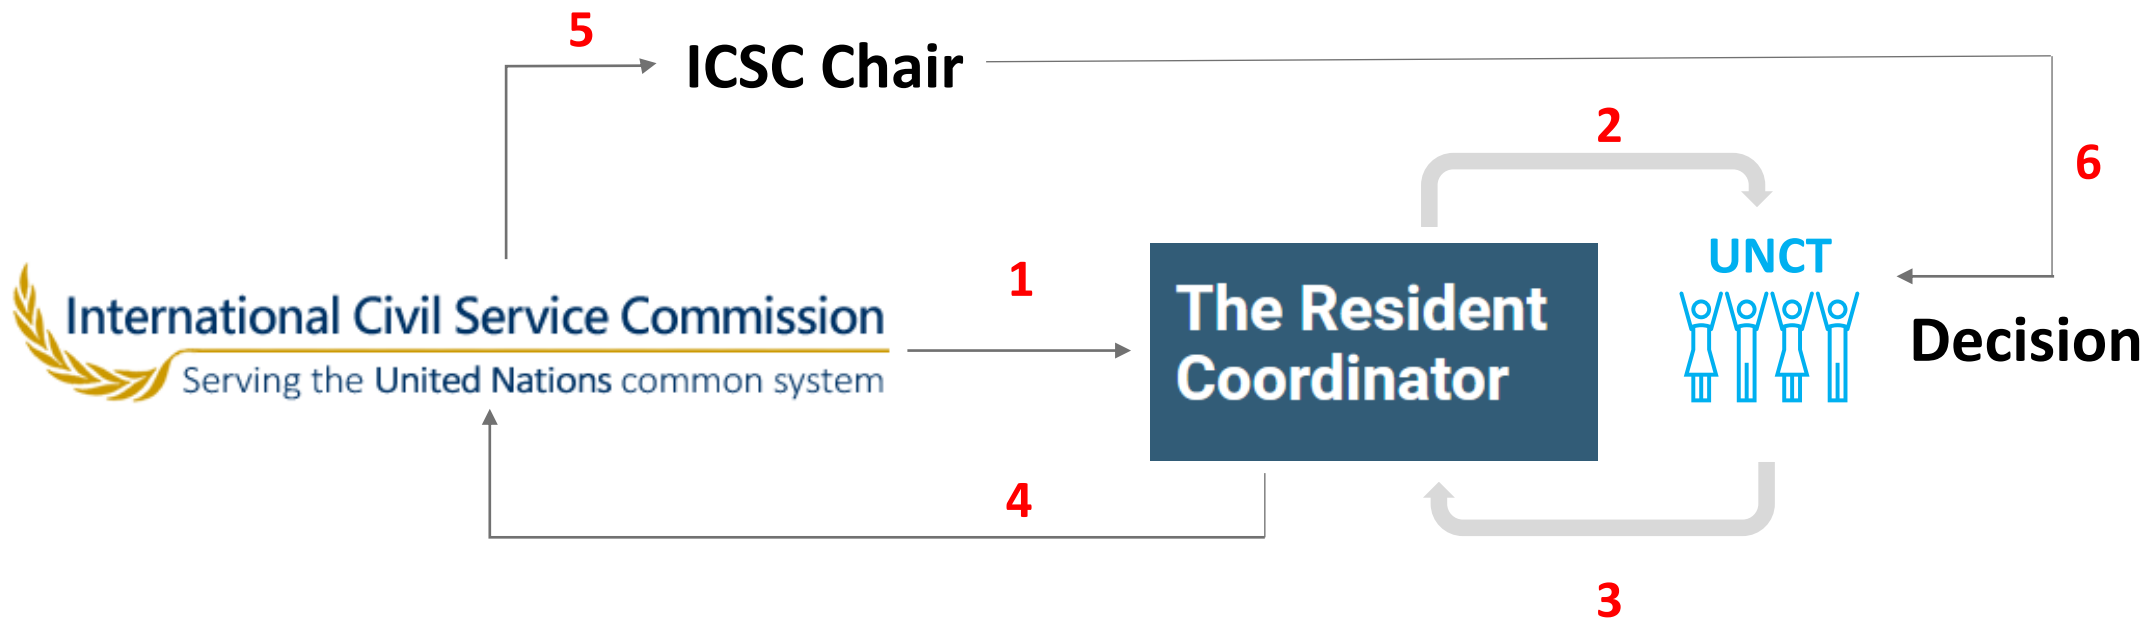 5
ICSC Chair
2
6
UNCT
1
International Civil Service Commission
Serving the United Nations common system
The Resident
Coordinator
Decision
4
3